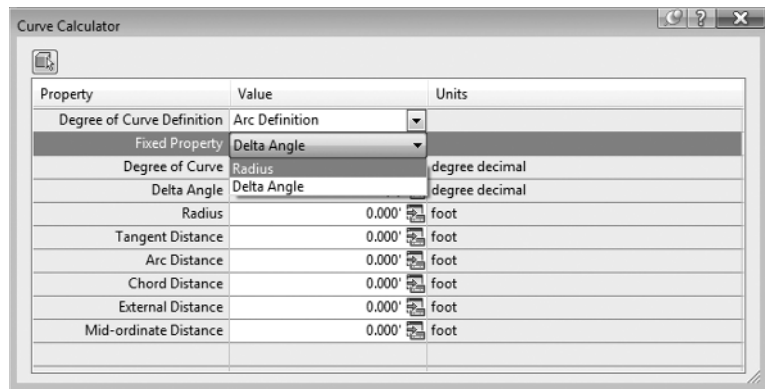 Curve Calculator
Property Value Units
Degree of Curve Definition Arc Definition
Fixed Property Delta Angle
Degree of Curve Radius degree decimal
Delta Angle Delta Angle degree decimal
Radius 0.000' foot
Tangent Distance 0.000' foot
Arc Distance 0.000' foot
Chord Distance 0.000' foot
External Distance 0.000' foot
Mid-ordinate Distance 0.000' foot